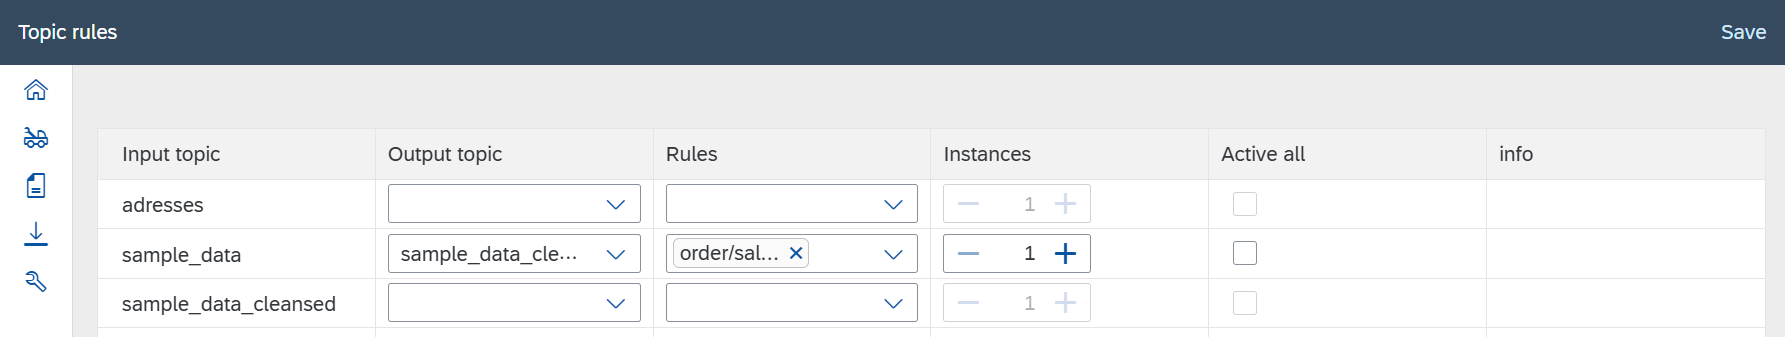 Topic rules Save
Input topic Output topic Rules Instances Active all info
adresses 1
sample_data sample_data_cle... order/sal... 1
sample_data_cleansed 1